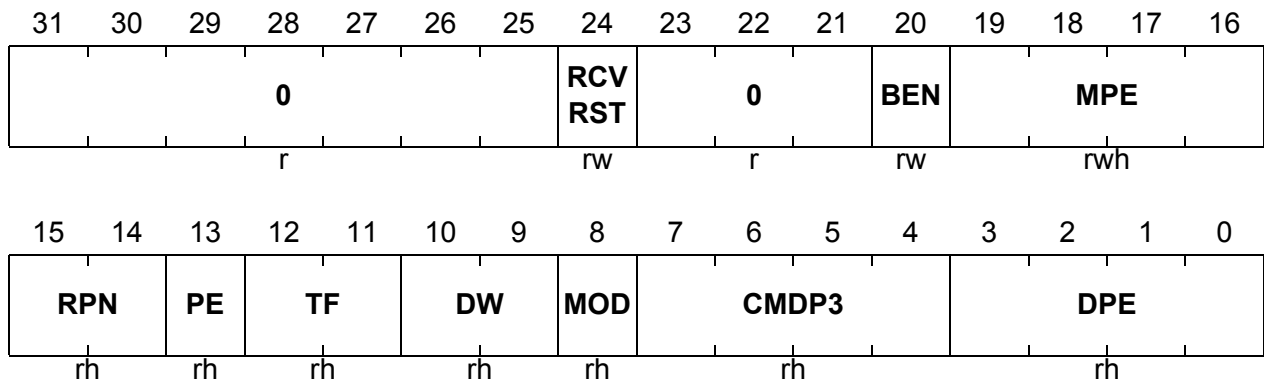 31 30 29 28 27 26 25 24 23 22 21 20 19 18 17 16
0 RCV RST 0 BEN MPE
r rw r rw rwh
15 14 13 12 11 10 9 8 7 6 5 4 3 2 1 0
RPN PE TF DW MOD CMDP3 DPE
rh rh rh rh rh rh rh